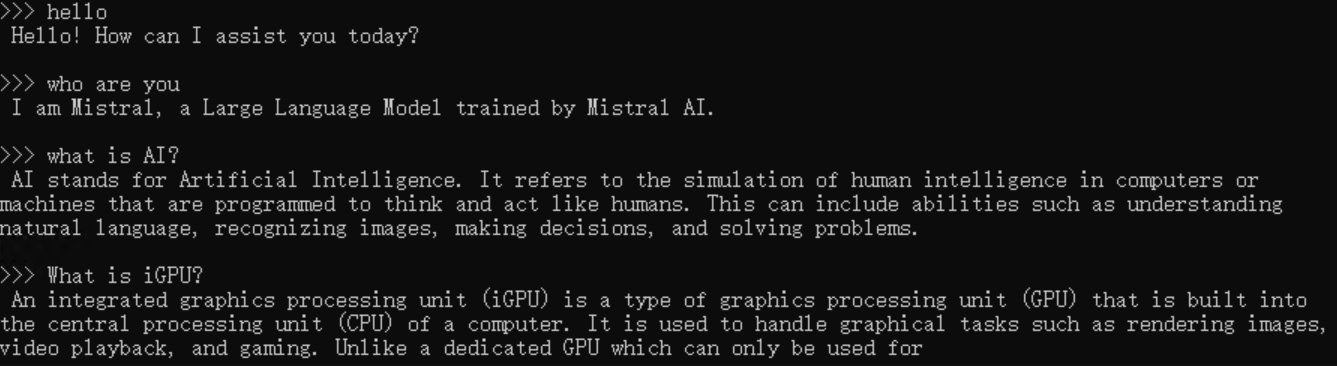 >>> hello
Hello! How can I assist you today?
>>> who are you
I am Mistral, a Large Language Model trained by Mistral AI.
>>> what is AI?
AI stands for Artificial Intelligence. It refers to the simulation of human intelligence in computers or
machines that are programmed to think and act like humans. This can include abilities such as understanding
natural language, recognizing images, making decisions, and solving problems.
>>> What is iGPU?
An integrated graphics processing unit (iGPU) is a type of graphics processing unit (GPU) that is built into
the central processing unit (CPU) of a computer. It is used to handle graphical tasks such as rendering images,
video playback, and gaming. Unlike a dedicated GPU which can only be used for